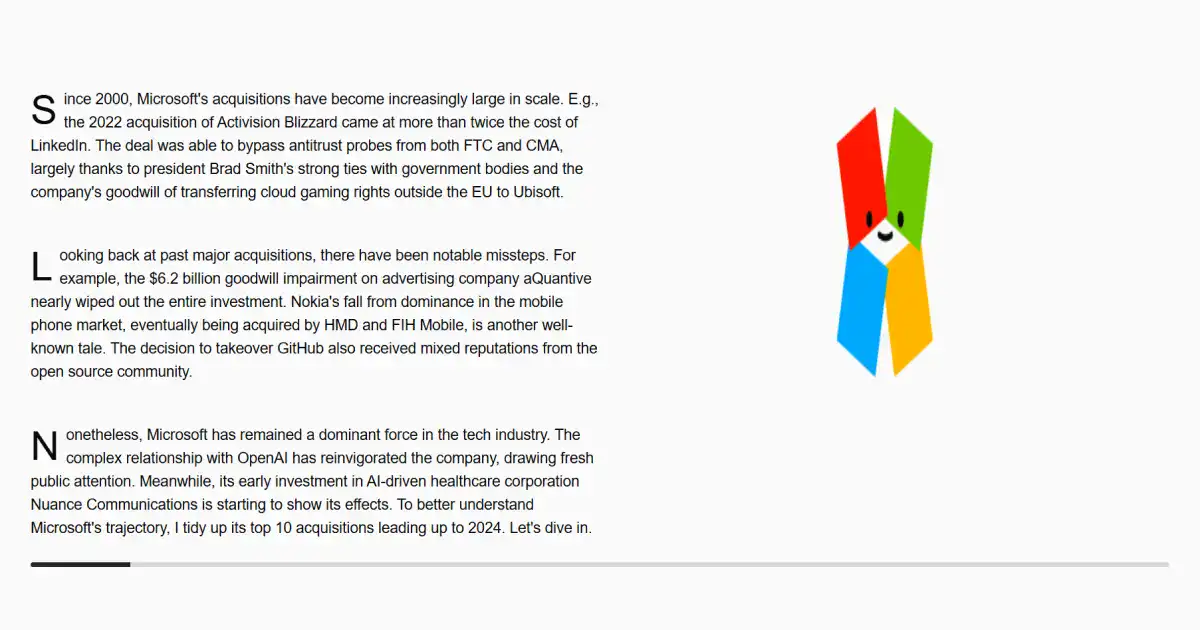 Since 2000, Microsoft's acquisitions have become increasingly large in scale. E.g.,
the 2022 acquisition of Activision Blizzard came at more than twice the cost of
LinkedIn. The deal was able to bypass antitrust probes from both FTC and CMA,
largely thanks to president Brad Smith's strong ties with government bodies and the
company's goodwill of transferring cloud gaming rights outside the EU to Ubisoft.
Looking back at past major acquisitions, there have been notable missteps. For
example, the $6.2 billion goodwill impairment on advertising company aQuantive
nearly wiped out the entire investment. Nokia's fall from dominance in the mobile
phone market, eventually being acquired by HMD and FIH Mobile, is another well-
known tale. The decision to takeover GitHub also received mixed reputations from the
open source community.
Nonetheless, Microsoft has remained a dominant force in the tech industry. The
complex relationship with OpenAI has reinvigorated the company, drawing fresh
public attention. Meanwhile, its early investment in AI-driven healthcare corporation
Nuance Communications is starting to show its effects. To better understand
Microsoft's trajectory, I tidy up its top 10 acquisitions leading up to 2024. Let's dive in.